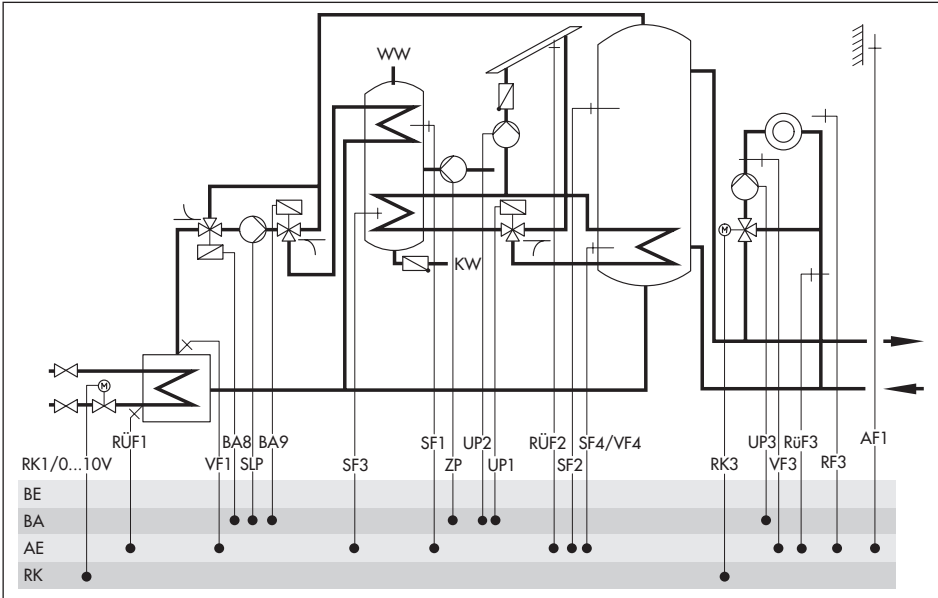 WW
KW
M
M
RK1/0...10V
RÜF1
VF1
BA8
SLP
BA9
SF3
SF1
ZP
UP2
UP1
RÜF2
SF2
SF4/VF4
RK3
UP3
VF3
RüF3
RF3
AF1
BE
BA
AE
RK